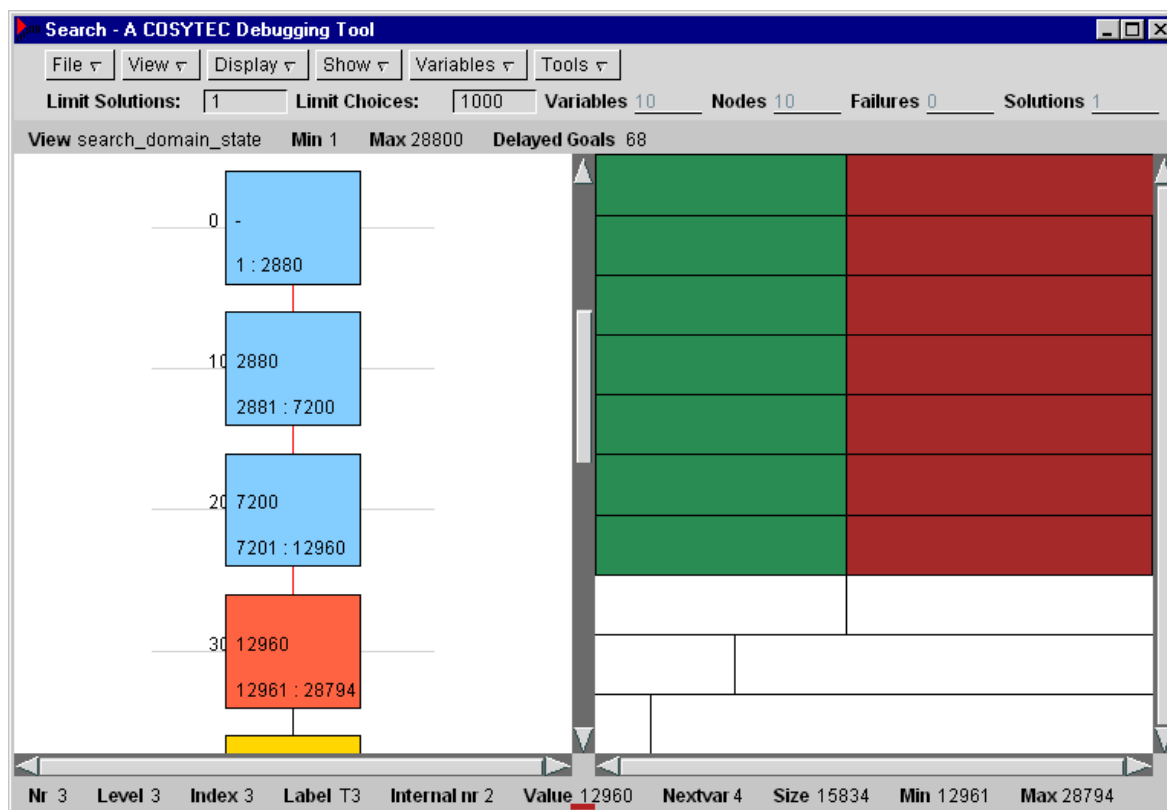 Search - A COSYTEC Debugging Tool
File View Display Show Variables Tools
Limit Solutions: 1 Limit Choices: 1000 Variables 10 Nodes 10 Failures 0 Solutions 1
View search_domain_state Min 1 Max 28800 Delayed Goals 68
0 -
1 : 2880
10 2880
2881 : 7200
20 7200
7201 : 12960
30 12960
12961 : 28794
Nr 3 Level 3 Index 3 Label T3 Internal nr 2 Value 12960 Nextvar 4 Size 15834 Min 12961 Max 28794